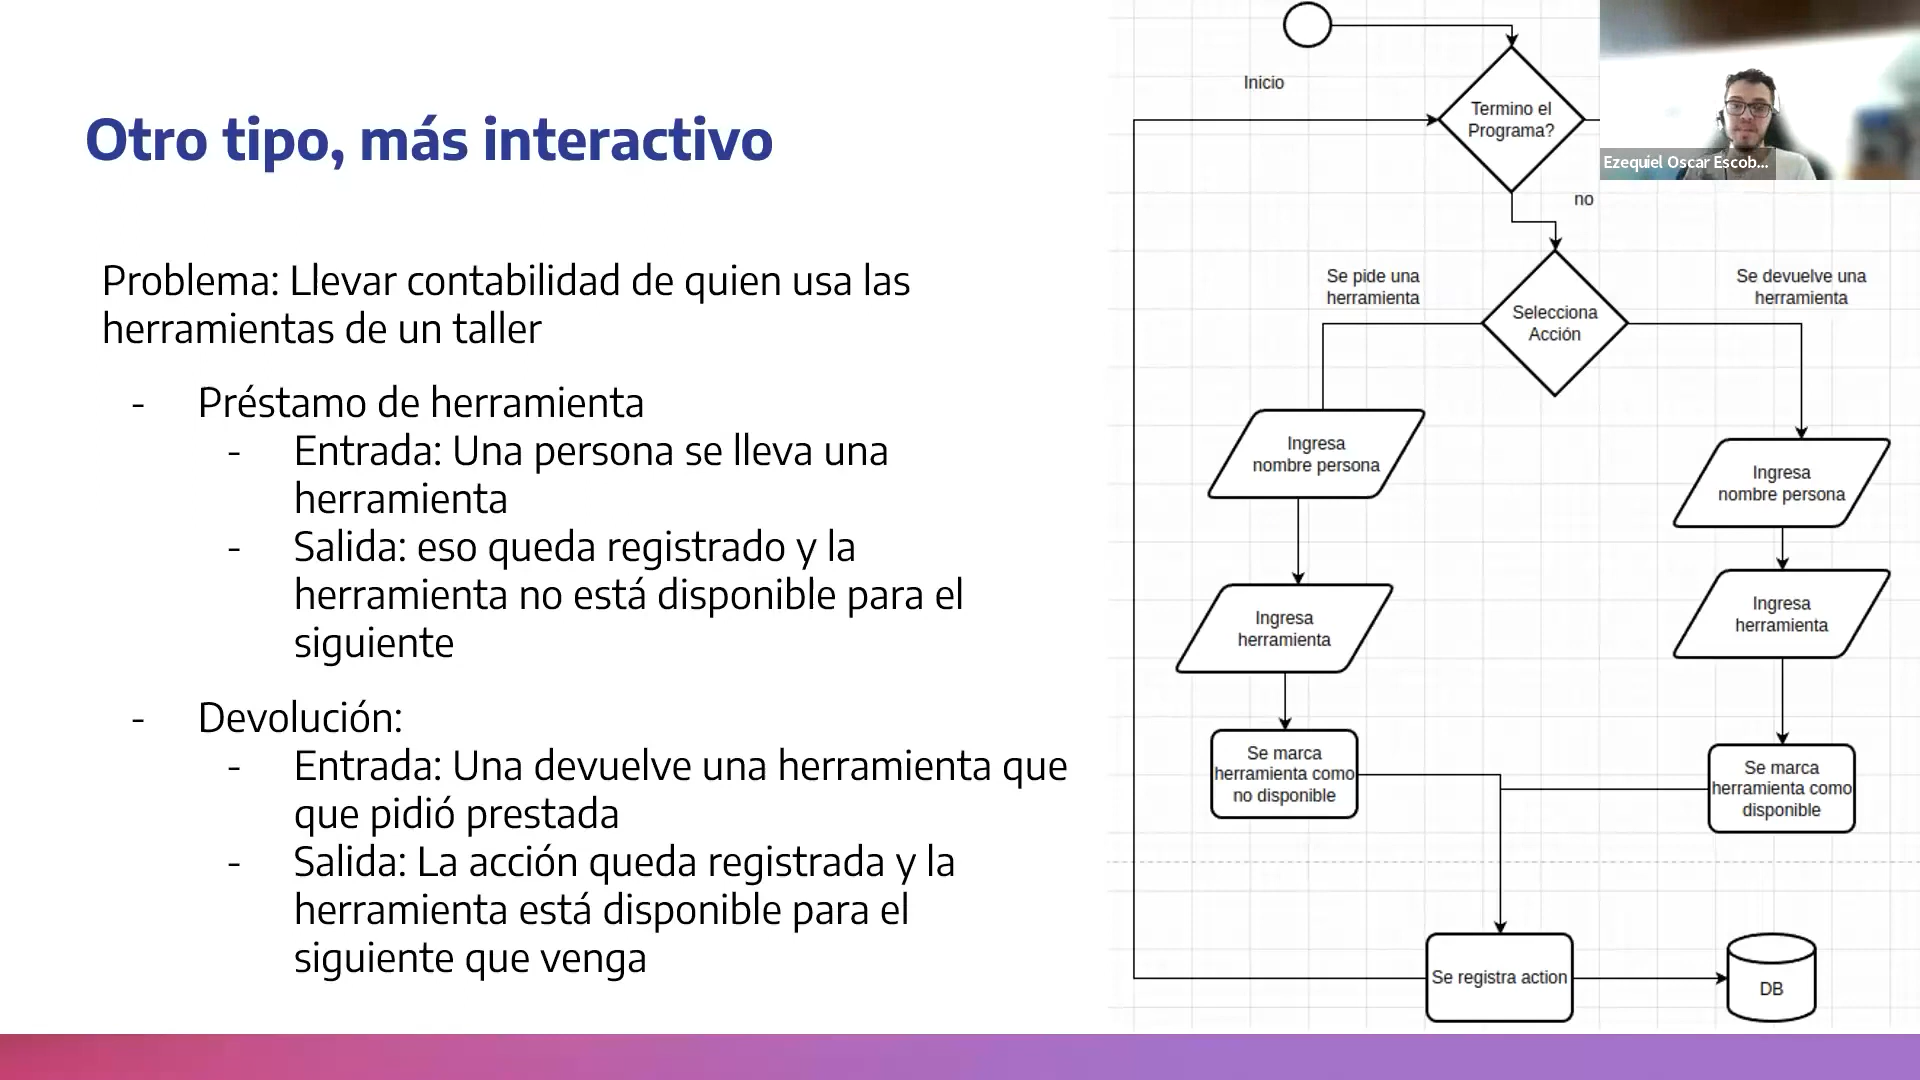 Otro tipo, más interactivo
Problema: Llevar contabilidad de quien usa las
herramientas de un taller
- Préstamo de herramienta
- Entrada: Una persona se lleva una
herramienta
- Salida: eso queda registrado y la
herramienta no está disponible para el
siguiente
- Devolución:
- Entrada: Una devuelve una herramienta que
que pidió prestada
- Salida: La acción queda registrada y la
herramienta está disponible para el
siguiente que venga
Inicio
Termino el
Programa?
no
Se pide una
herramienta
Selecciona
Acción
Se devuelve una
herramienta
Ingresa
nombre persona
Ingresa
herramienta
Se marca
herramienta como
no disponible
Ingresa
nombre persona
Ingresa
herramienta
Se marca
herramienta como
disponible
Se registra action
DB
Ezequiel Oscar Escob...